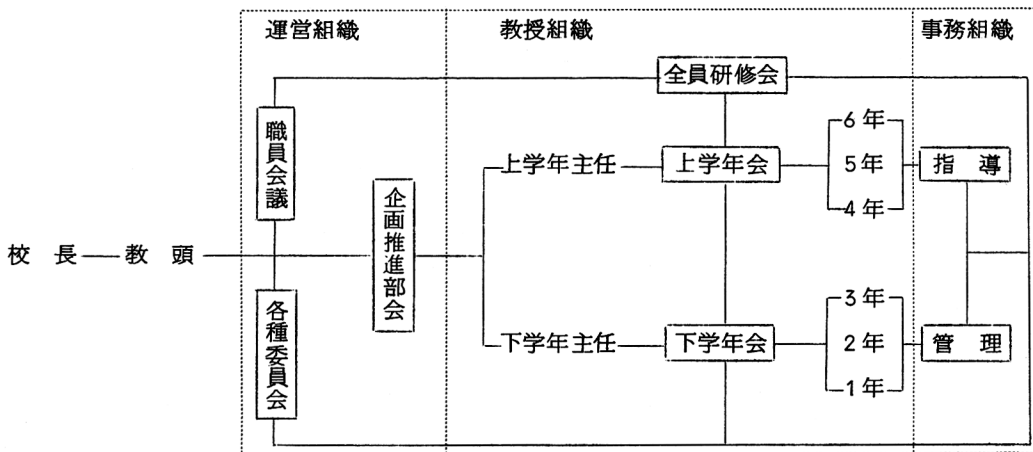 運営組織
教授組織
事務組織
全員研修会
職員会議
6年
上学年主任
上学年会
5年
指導
4年
企画推進部会
校長
教頭
各種委員会
3年
下学年主任
下学年会
2年
管理
1年